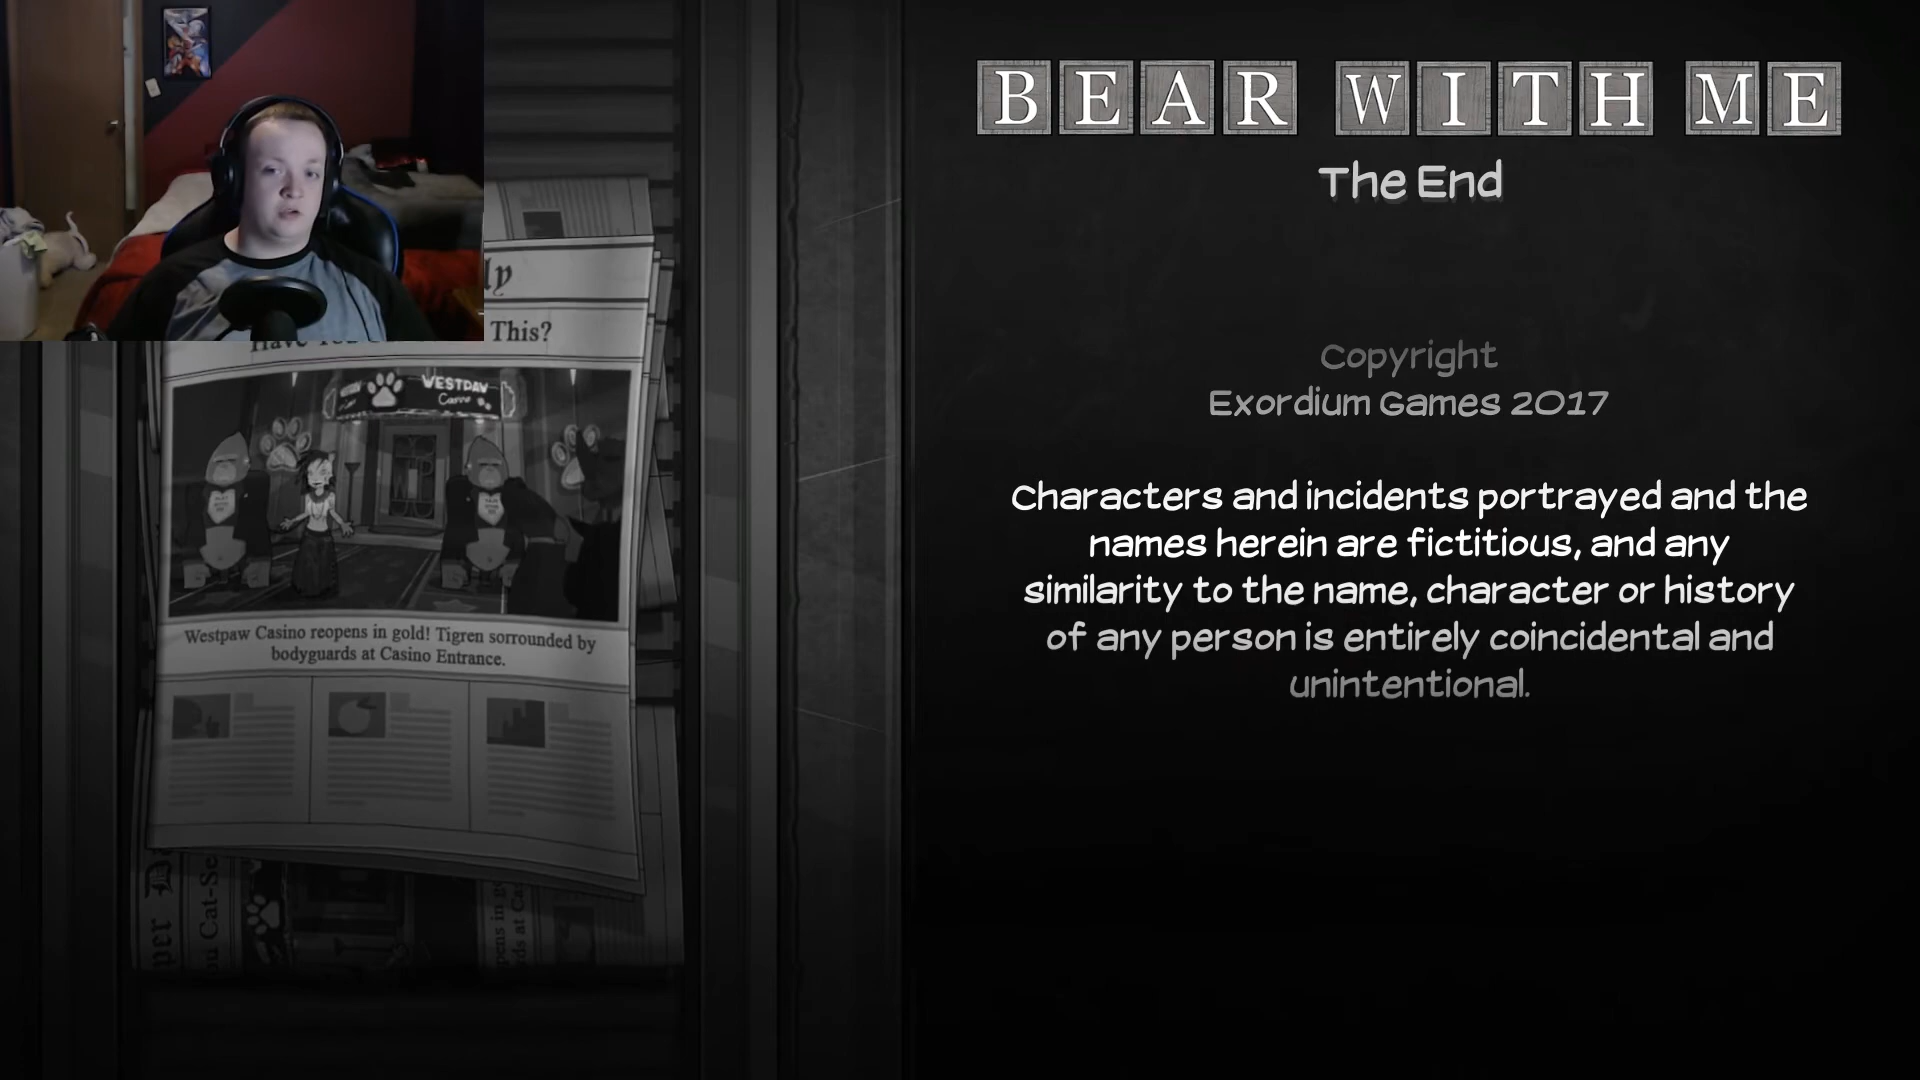 BEAR WITH ME
The End
Copyright
Exordium Games 2017
Characters and incidents portrayed and the
names herein are fictitious, and any
similarity to the name, character or history
of any person is entirely coincidental and
unintentional.
This?
WESTPAW
Casino
Westpaw Casino reopens in gold! Tigren sorrounded by
bodyguards at Casino Entrance.